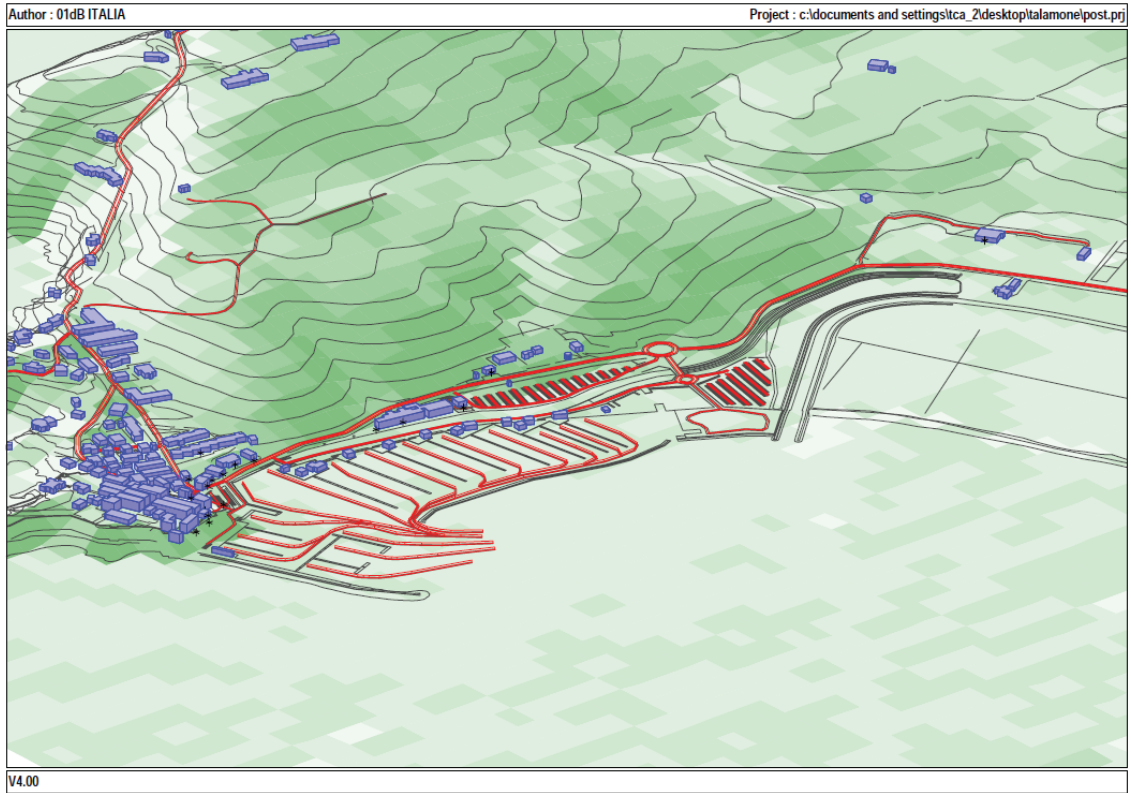 Author : 01dB ITALIA
Project : c:\documents and settings\tca_2\desktop\talamone\post.prj
V4.00